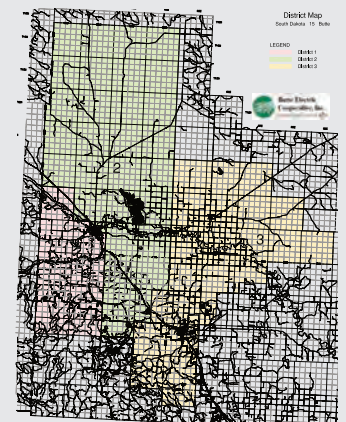 District Map
South Dakota 15 Butte
LEGEND
District 1
District 2
District 3
Butte Electric
Cooperative, Inc.
2
3